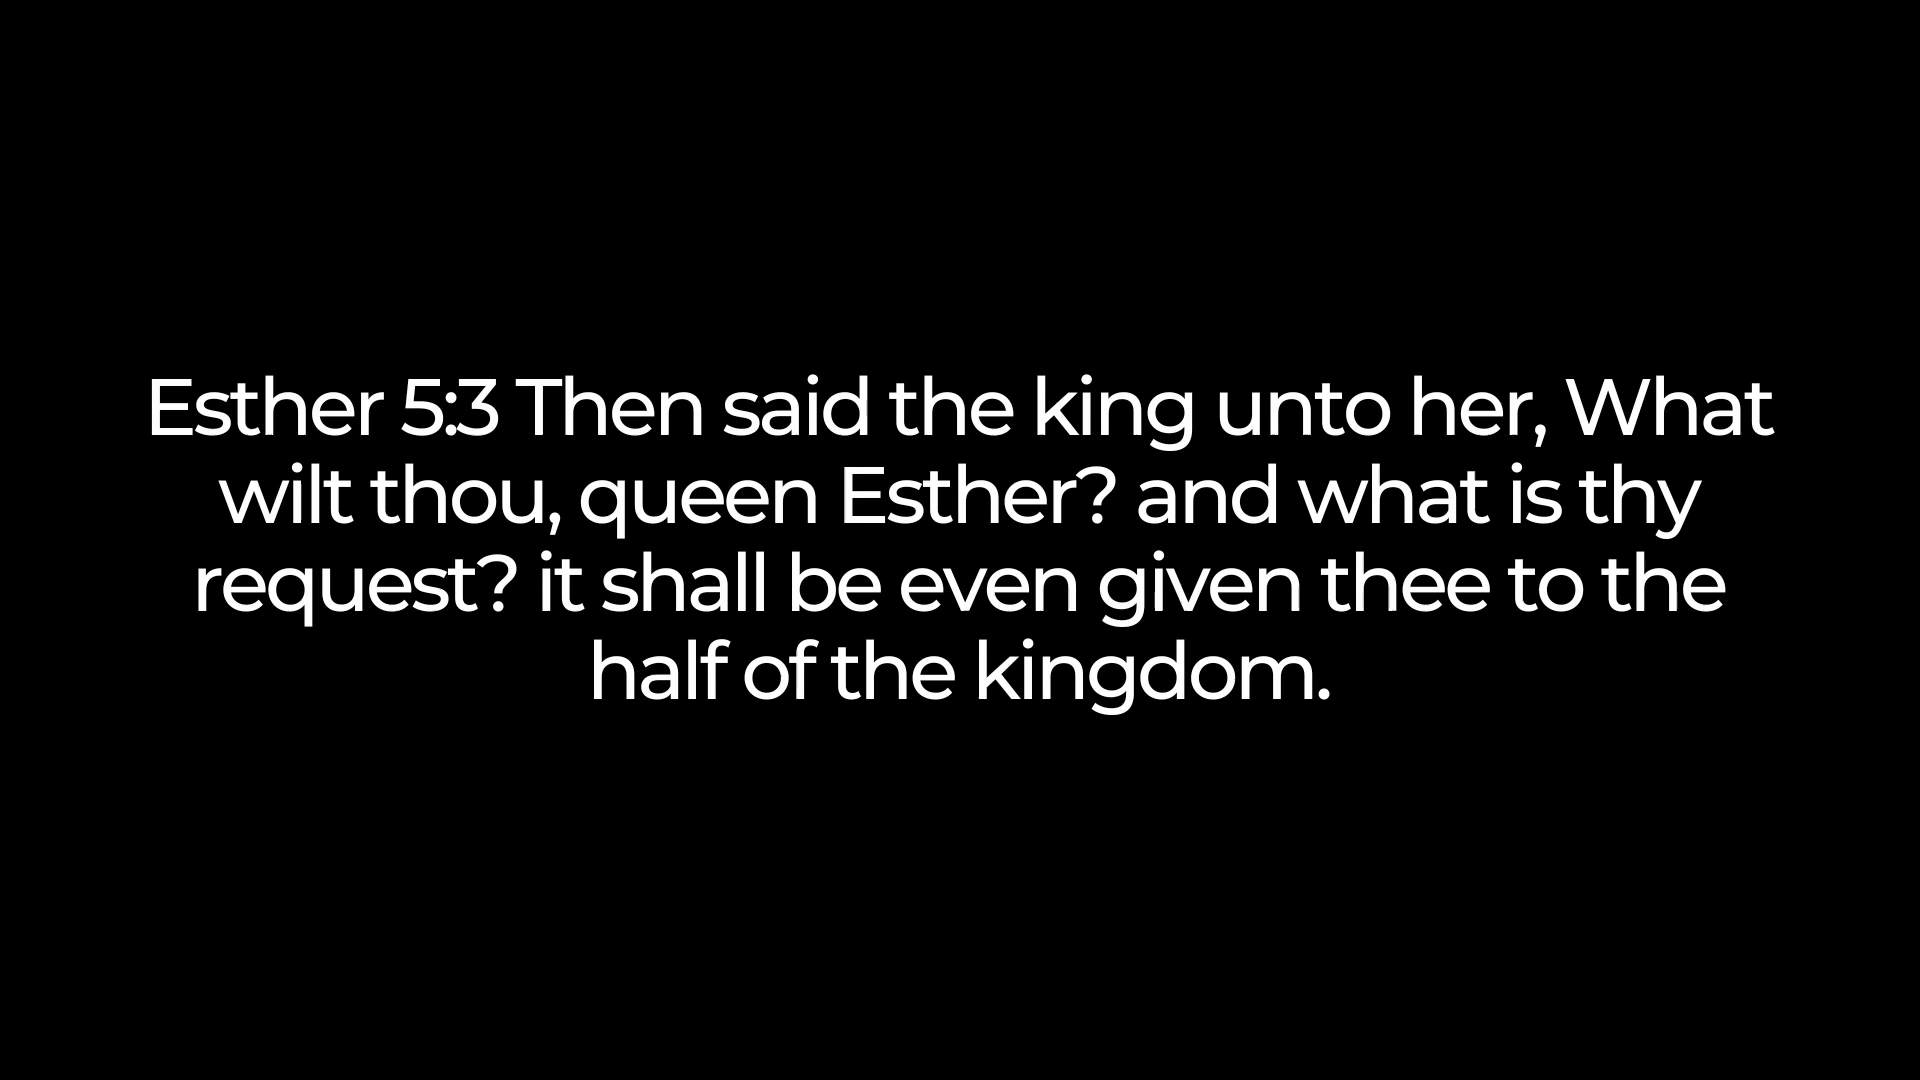 Esther 5:3 Then said the king unto her, What
wilt thou, queen Esther? and what is thy
request? it shall be even given thee to the
half of the kingdom.